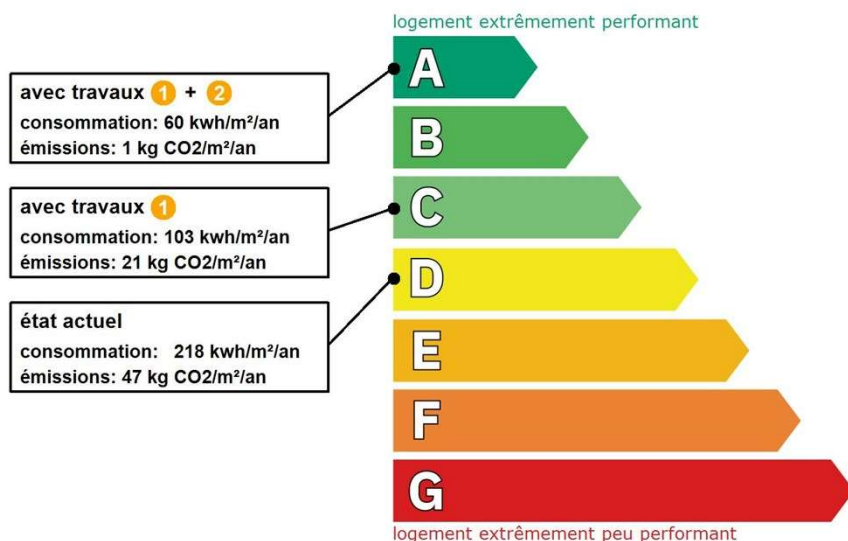 logement extrêmement performant
avec travaux 1 + 2
consommation: 60 kwh/m²/an
émissions: 1 kg CO2/m²/an
avec travaux 1
consommation: 103 kwh/m²/an
émissions: 21 kg CO2/m²/an
état actuel
consommation: 218 kwh/m²/an
émissions: 47 kg CO2/m²/an
A
B
C
D
E
F
G
logement extrêmement peu performant